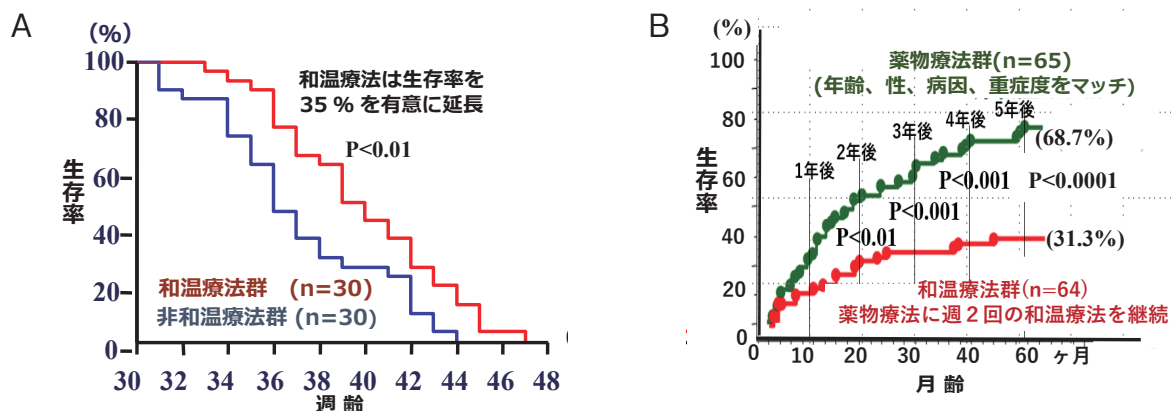 A
(%)
100
80
60
40
20
0
生存率
和温療法は生存率を
35 % を有意に延長
P<0.01
和温療法群 (n=30)
非和温療法群 (n=30)
30 32 34 36 38 40 42 44 46 48
週 齢
B
(%)
100
80
60
40
20
0
生存率
薬物療法群(n=65)
(年齢、性、病因、重症度をマッチ)
1年後
2年後
3年後
4年後
5年後
(68.7%)
P<0.01
P<0.001
P<0.001
P<0.0001
(31.3%)
和温療法群(n=64)
薬物療法に週2回の和温療法を継続
0 10 20 30 40 60 ヶ月
月 齢